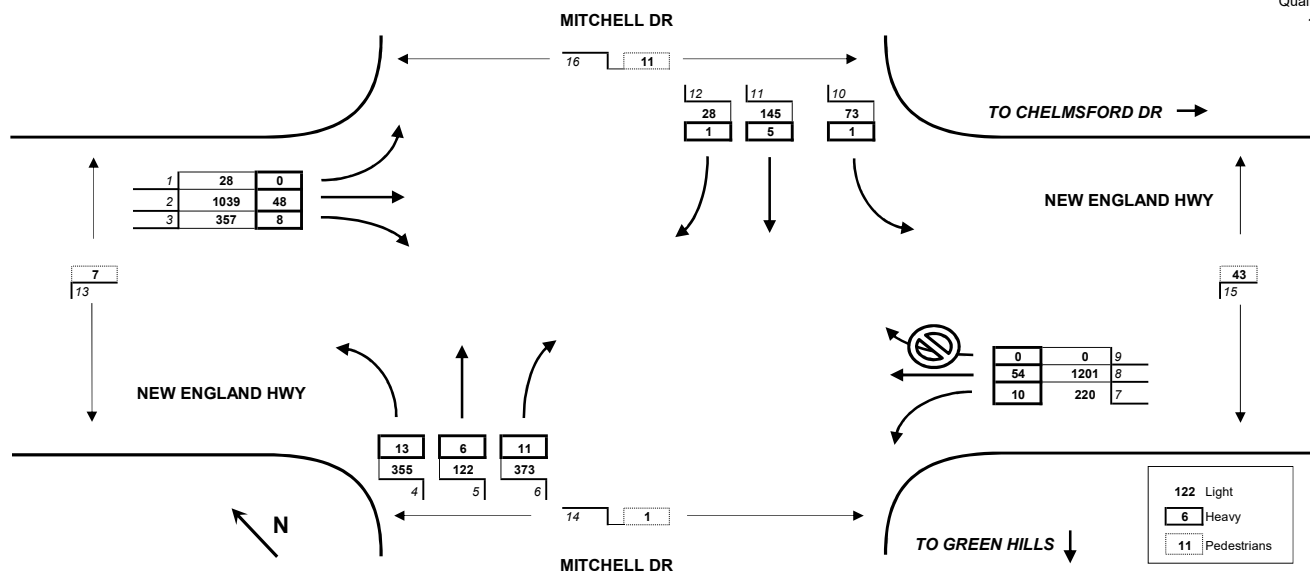 Qual
MITCHELL DR
16 11
12 11 10
28 145 73
1 5 1
TO CHELMSFORD DR
1 28 0
2 1039 48
3 357 8
NEW ENGLAND HWY
7
13
43
15
0 0 9
54 1201 8
10 220 7
NEW ENGLAND HWY
13 6 11
355 122 373
4 5 6
14 1
N
TO GREEN HILLS
122 Light
6 Heavy
11 Pedestrians
MITCHELL DR